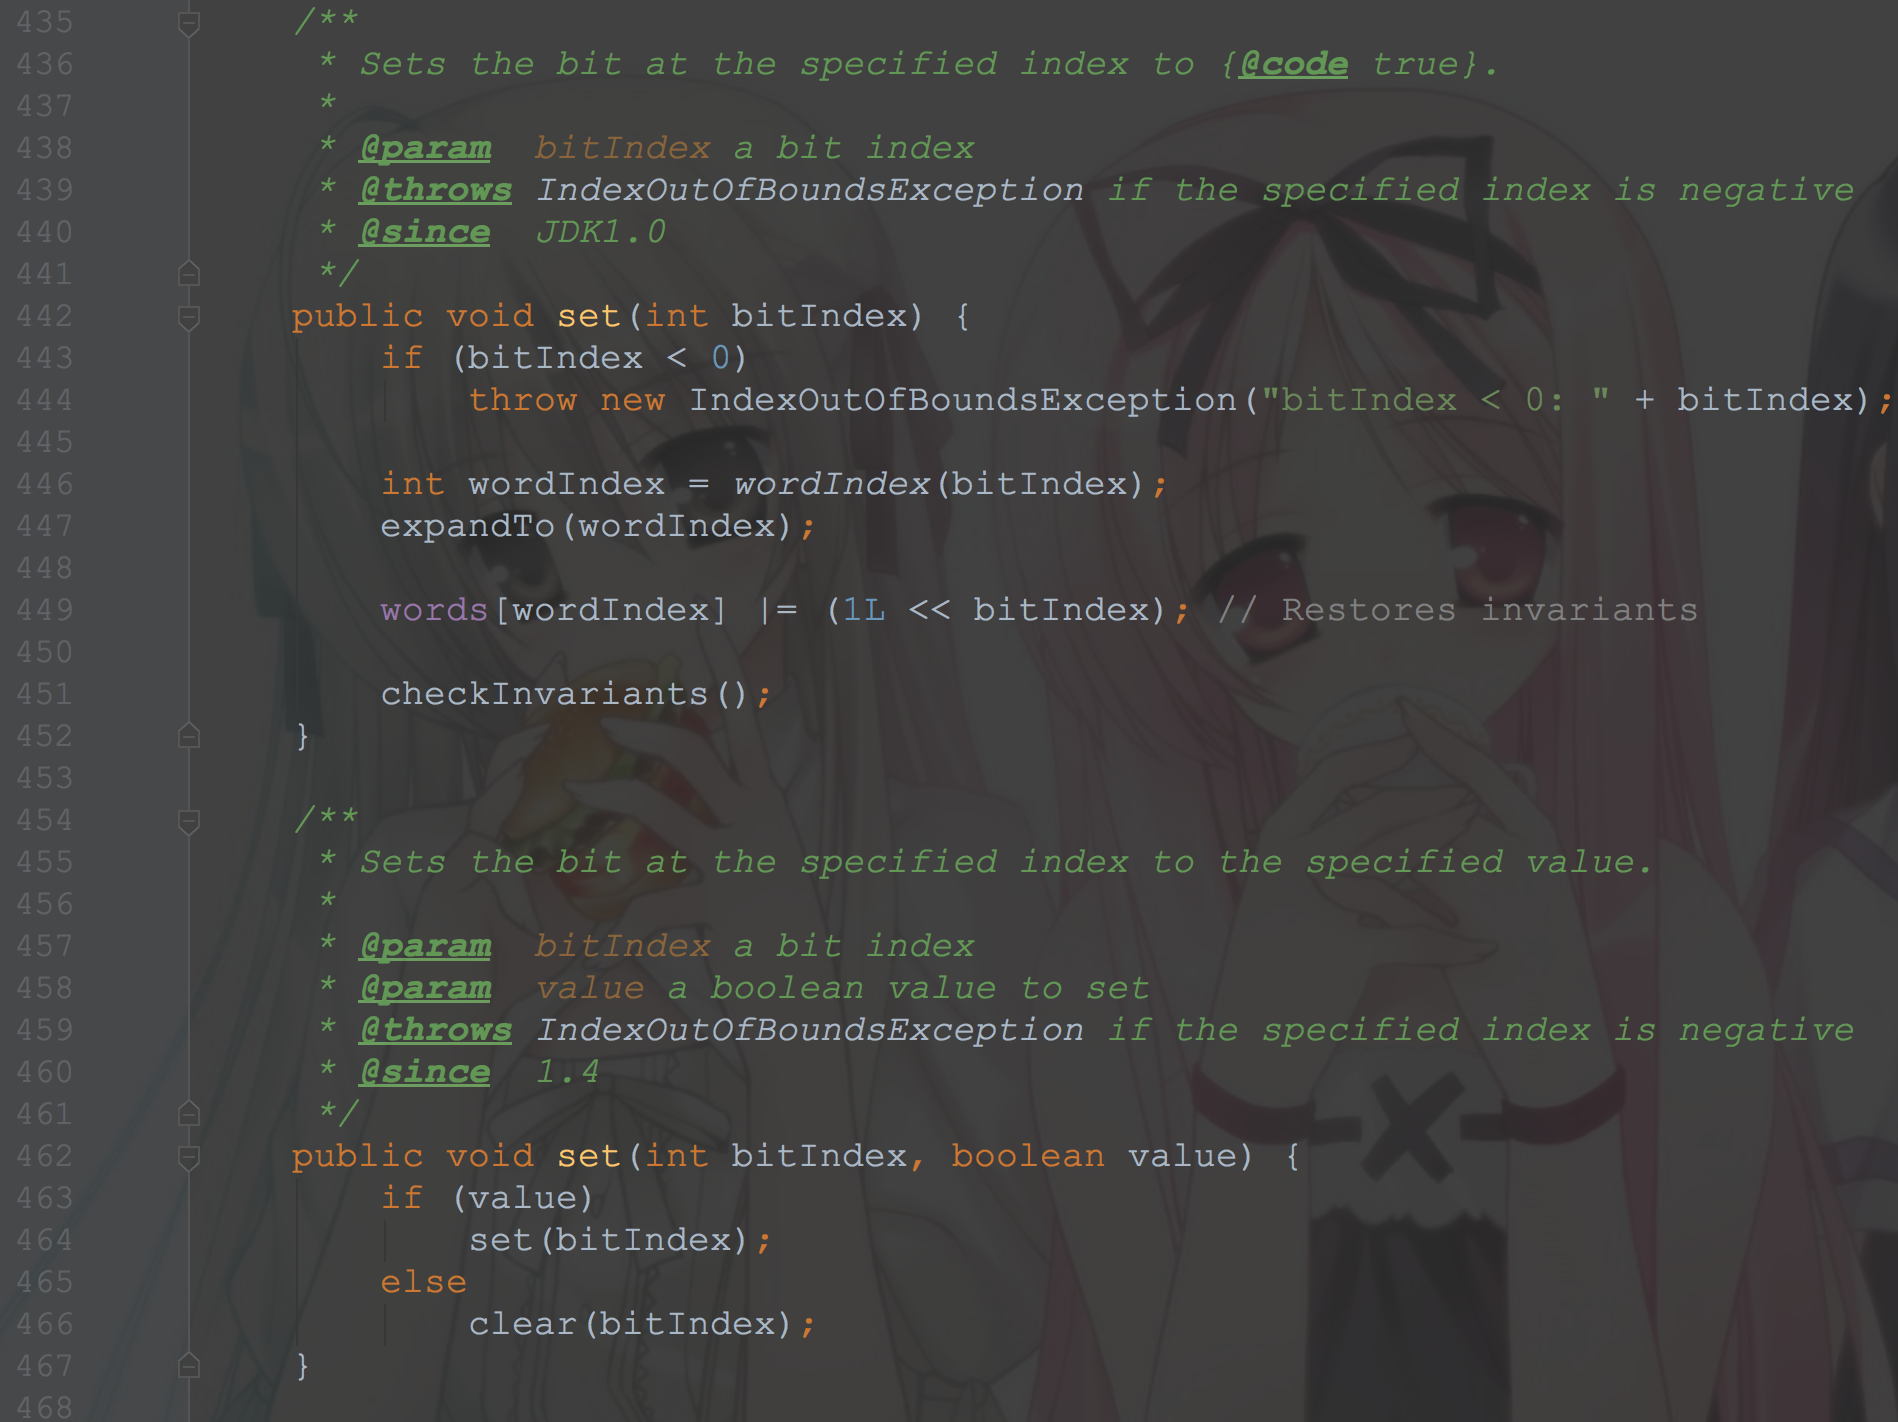 435 /**
436 * Sets the bit at the specified index to {@code true}.
437 *
438 * @param bitIndex a bit index
439 * @throws IndexOutOfBoundsException if the specified index is negative
440 * @since JDK1.0
441 */
442 public void set(int bitIndex) {
443 if (bitIndex < 0)
444 throw new IndexOutOfBoundsException("bitIndex < 0: " + bitIndex);
445
446 int wordIndex = wordIndex(bitIndex);
447 expandTo(wordIndex);
448
449 words[wordIndex] |= (1L << bitIndex); // Restores invariants
450
451 checkInvariants();
452 }
453
454 /**
455 * Sets the bit at the specified index to the specified value.
456 *
457 * @param bitIndex a bit index
458 * @param value a boolean value to set
459 * @throws IndexOutOfBoundsException if the specified index is negative
460 * @since 1.4
461 */
462 public void set(int bitIndex, boolean value) {
463 if (value)
464 set(bitIndex);
465 else
466 clear(bitIndex);
467 }
468